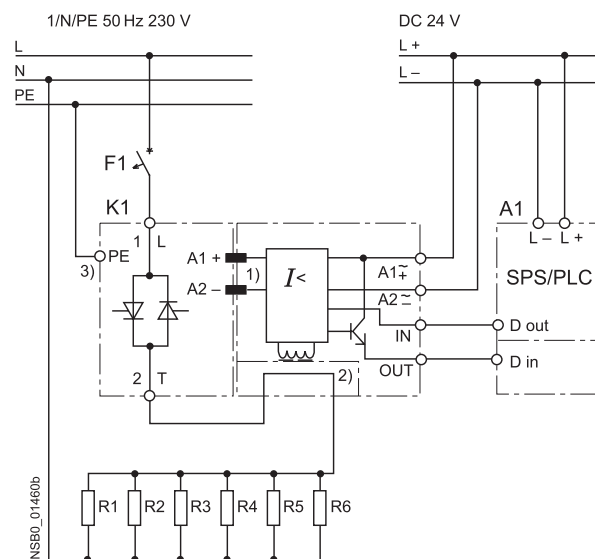 1/N/PE 50 Hz 230 V
DC 24 V
L
L +
N
L –
PE
F1
K1
A1
1 L
L – L +
PE
3)
A1 +
1)
I<
A1 ~ +
SPS/PLC
A2 –
A2 ~ –
IN
D out
2 T
2)
OUT
D in
R1 R2 R3 R4 R5 R6
NSB0_01460b